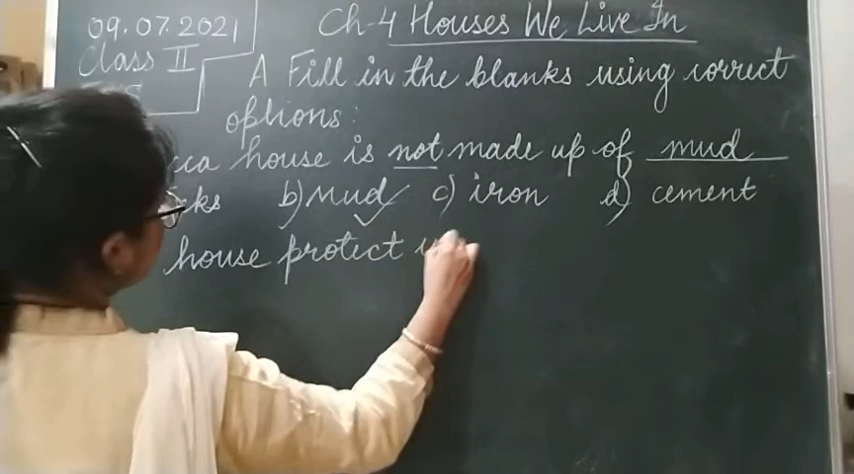 09.07.2021
Class II
Ch-4 Houses We Live In
A Fill in the blanks using correct
options:
house is not made up of mud
b) Mud ✓ c) iron d) cement
house protect